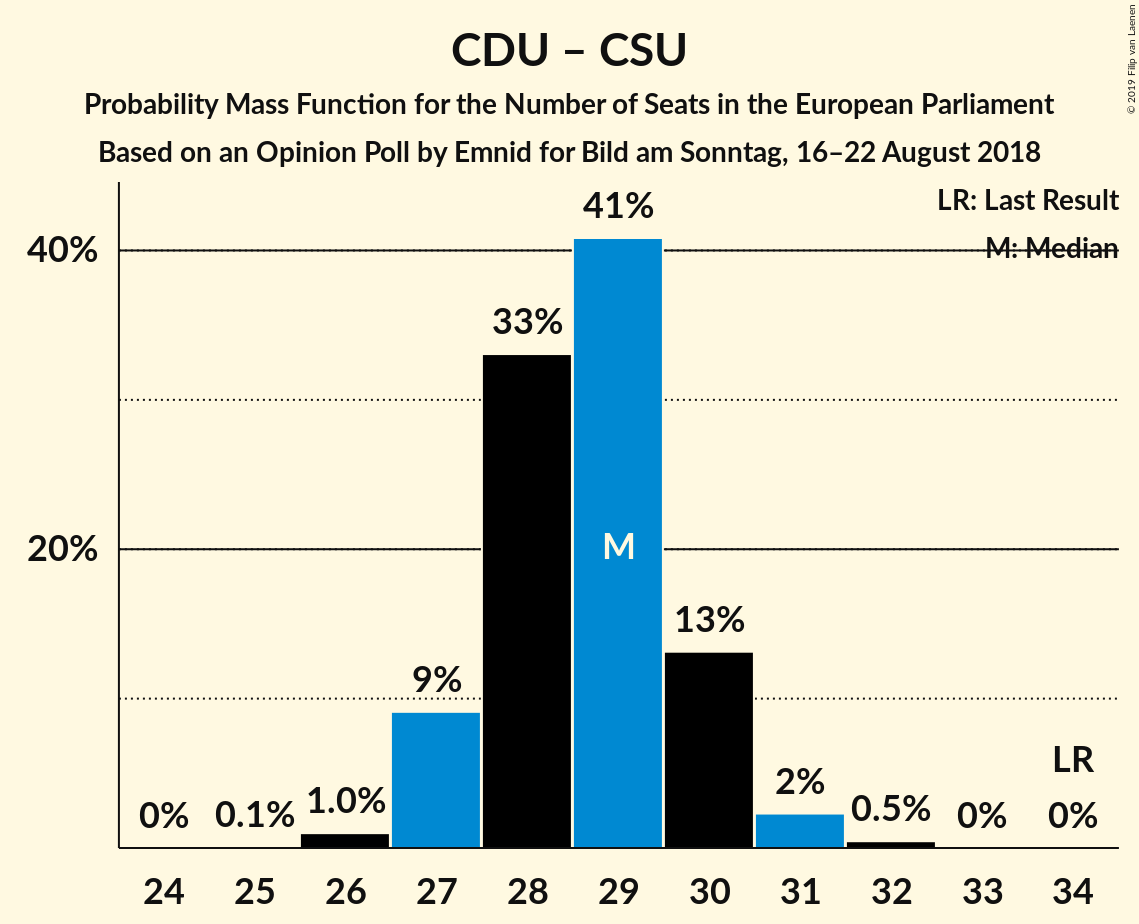 CDU – CSU
Probability Mass Function for the Number of Seats in the European Parliament
Based on an Opinion Poll by Emnid for Bild am Sonntag, 16–22 August 2018
© 2019 Filip van Laenen
LR: Last Result
M: Median
40%
20%
0%
0.1%
1.0%
9%
33%
41%
M
13%
2%
0.5%
0%
LR
0%
24 25 26 27 28 29 30 31 32 33 34